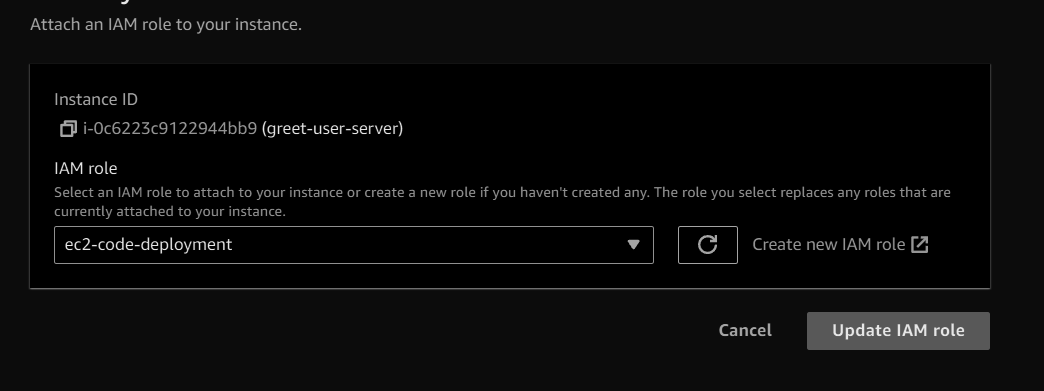 Attach an IAM role to your instance.
Instance ID
i-0c6223c9122944bb9 (greet-user-server)
IAM role
Select an IAM role to attach to your instance or create a new role if you haven't created any. The role you select replaces any roles that are
currently attached to your instance.
ec2-code-deployment
Create new IAM role
Cancel
Update IAM role